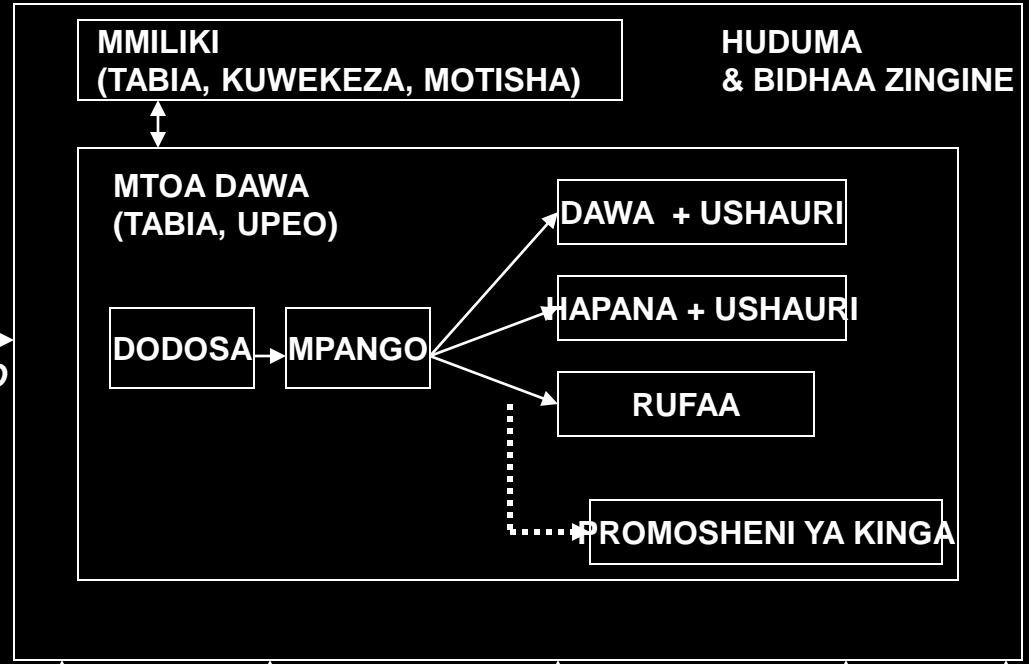 MMILIKI
(TABIA, KUWEKEZA, MOTISHA)
HUDUMA
& BIDHAA ZINGINE
MTOA DAWA
(TABIA, UPEO)
DAWA + USHAURI
HAPANA + USHAURI
DODOSA
MPANGO
RUFAA
PROMOSHENI YA KINGA